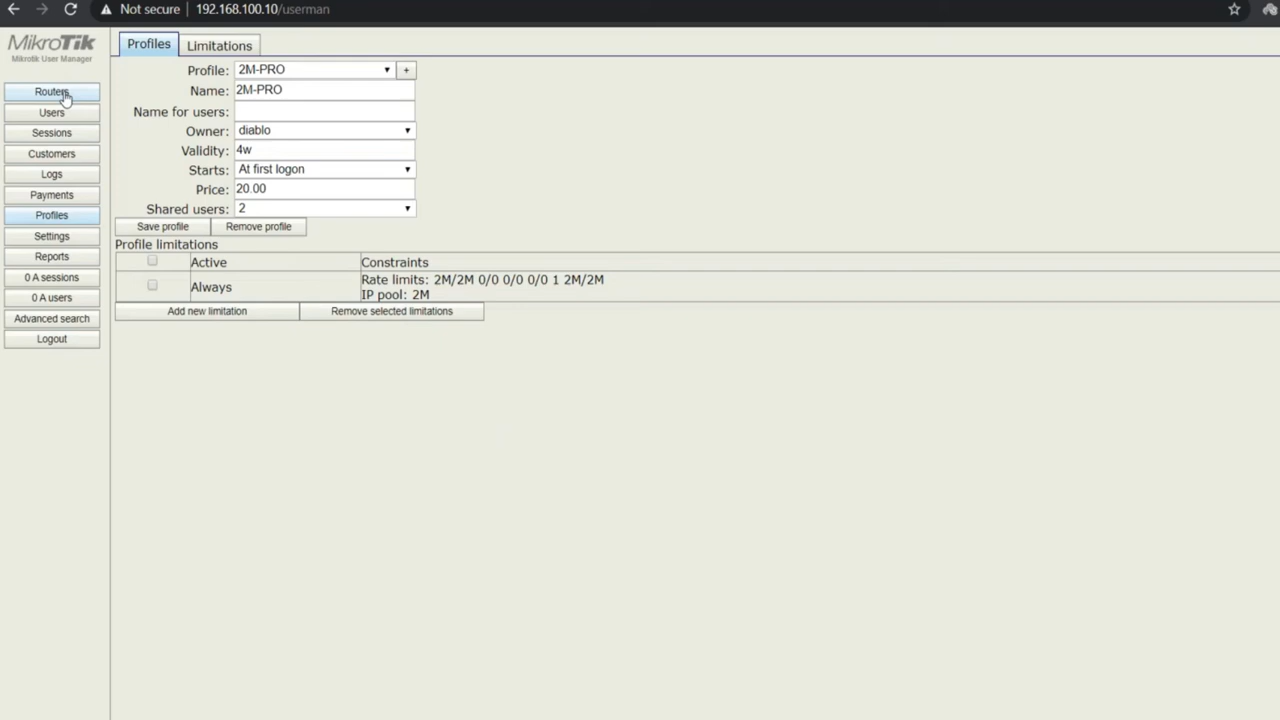 Not secure 192.168.100.10/userman
MikroTik
Mikrotik User Manager
Routers
Users
Sessions
Customers
Logs
Payments
Profiles
Settings
Reports
0 A sessions
0 A users
Advanced search
Logout
Profiles Limitations
Profile: 2M-PRO +
Name: 2M-PRO
Name for users:
Owner: diablo
Validity: 4w
Starts: At first logon
Price: 20.00
Shared users: 2
Save profile Remove profile
Profile limitations
Active Constraints
Always Rate limits: 2M/2M 0/0 0/0 0/0 1 2M/2M
IP pool: 2M
Add new limitation Remove selected limitations